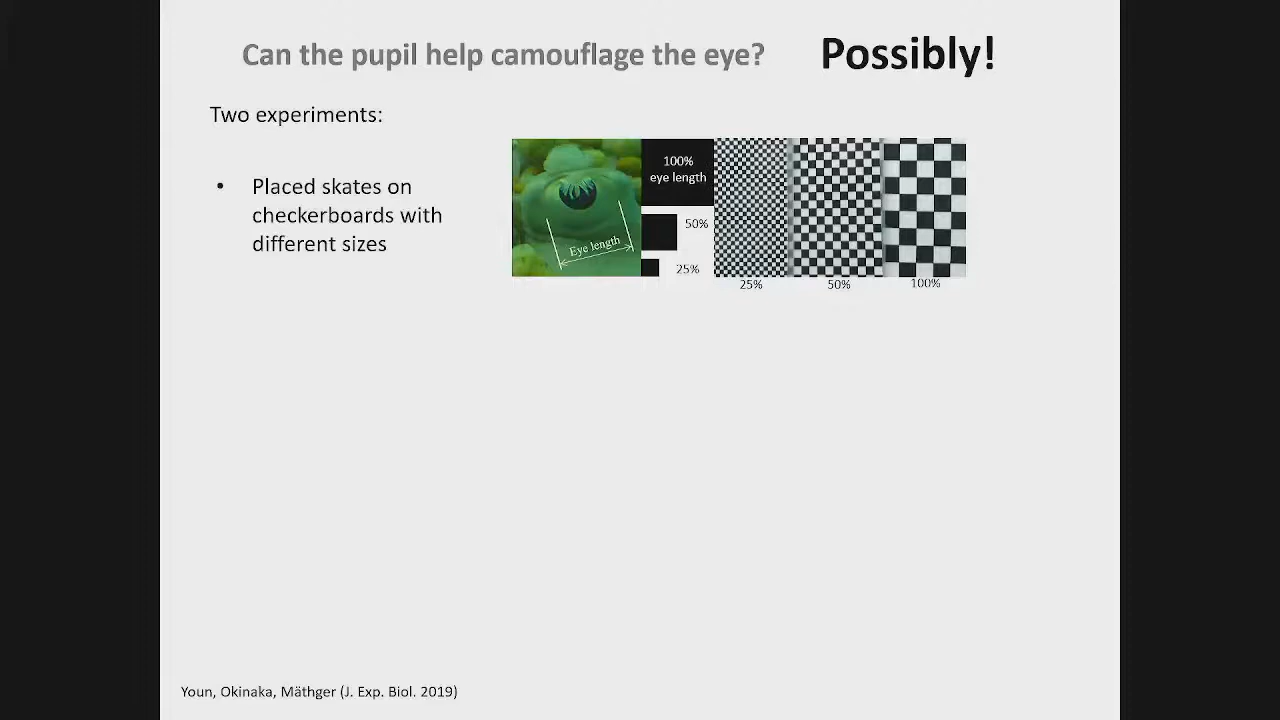 Can the pupil help camouflage the eye? Possibly!
Two experiments:
• Placed skates on
checkerboards with
different sizes
Eye length
100%
eye length
50%
25%
25% 50% 100%
Youn, Okinaka, Mäthger (J. Exp. Biol. 2019)